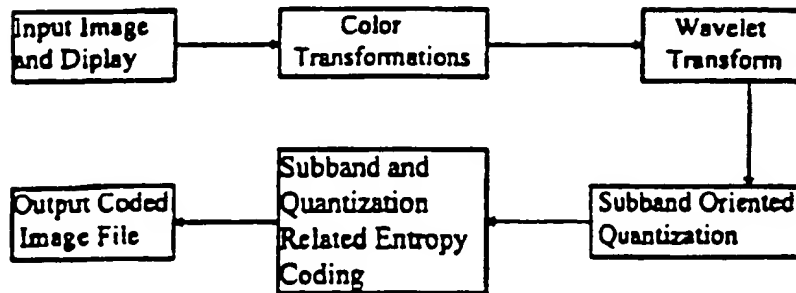 Input Image
and Diplay
Color
Transformations
Wavelet
Transform
Subband Oriented
Quantization
Subband and
Quantization
Related Entropy
Coding
Output Coded
Image File